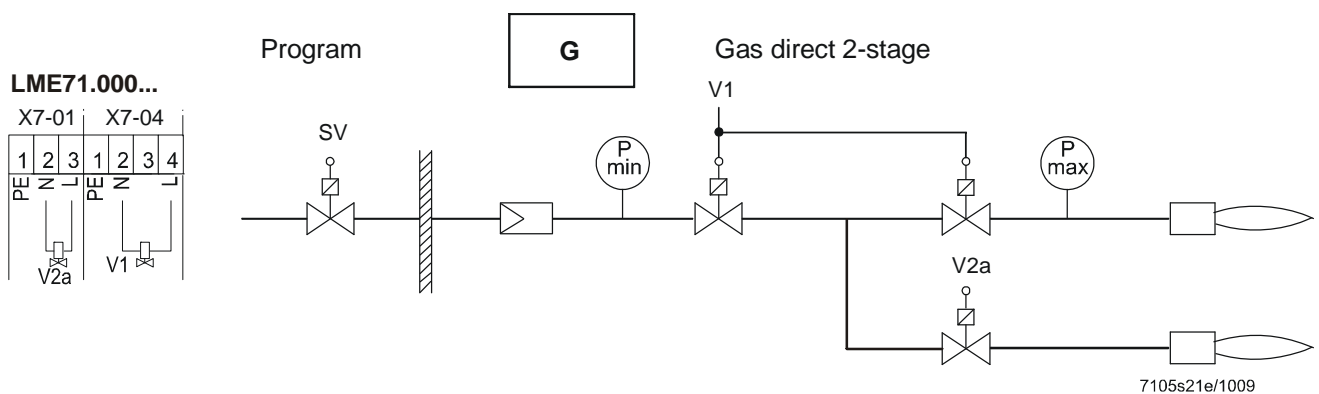 Program
G
Gas direct 2-stage
LME71.000...
X7-01 X7-04
1 2 3 1 2 3 4
PE N L PE N L
V2a
V1
SV
P
min
V1
P
max
V2a
7105s21e/1009